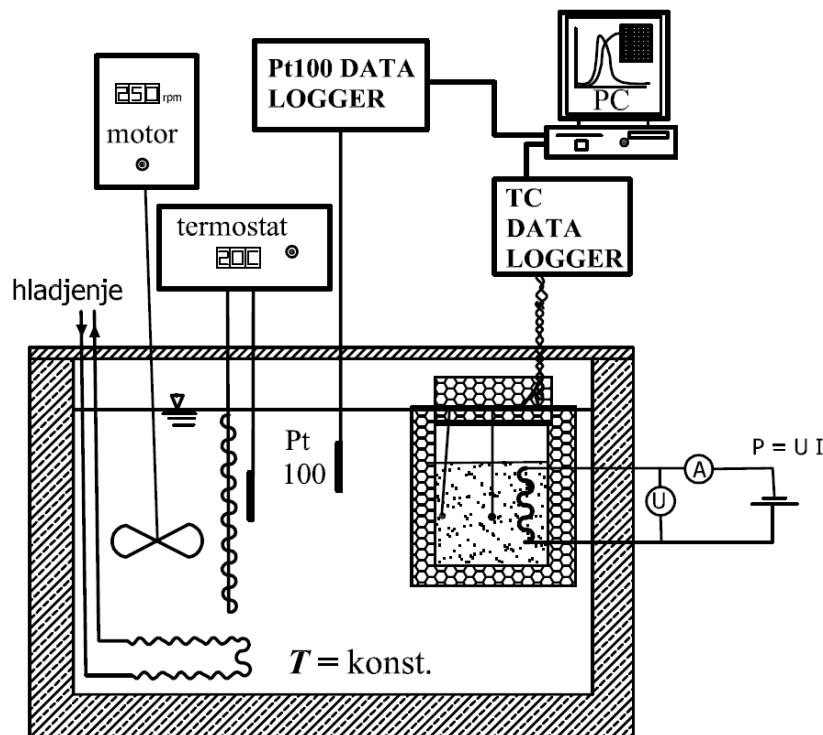 250 rpm
motor
Pt100 DATA
LOGGER
PC
TC
DATA
LOGGER
termostat
20C
hladjenje
Pt
100
P = U I
A
U
T = konst.